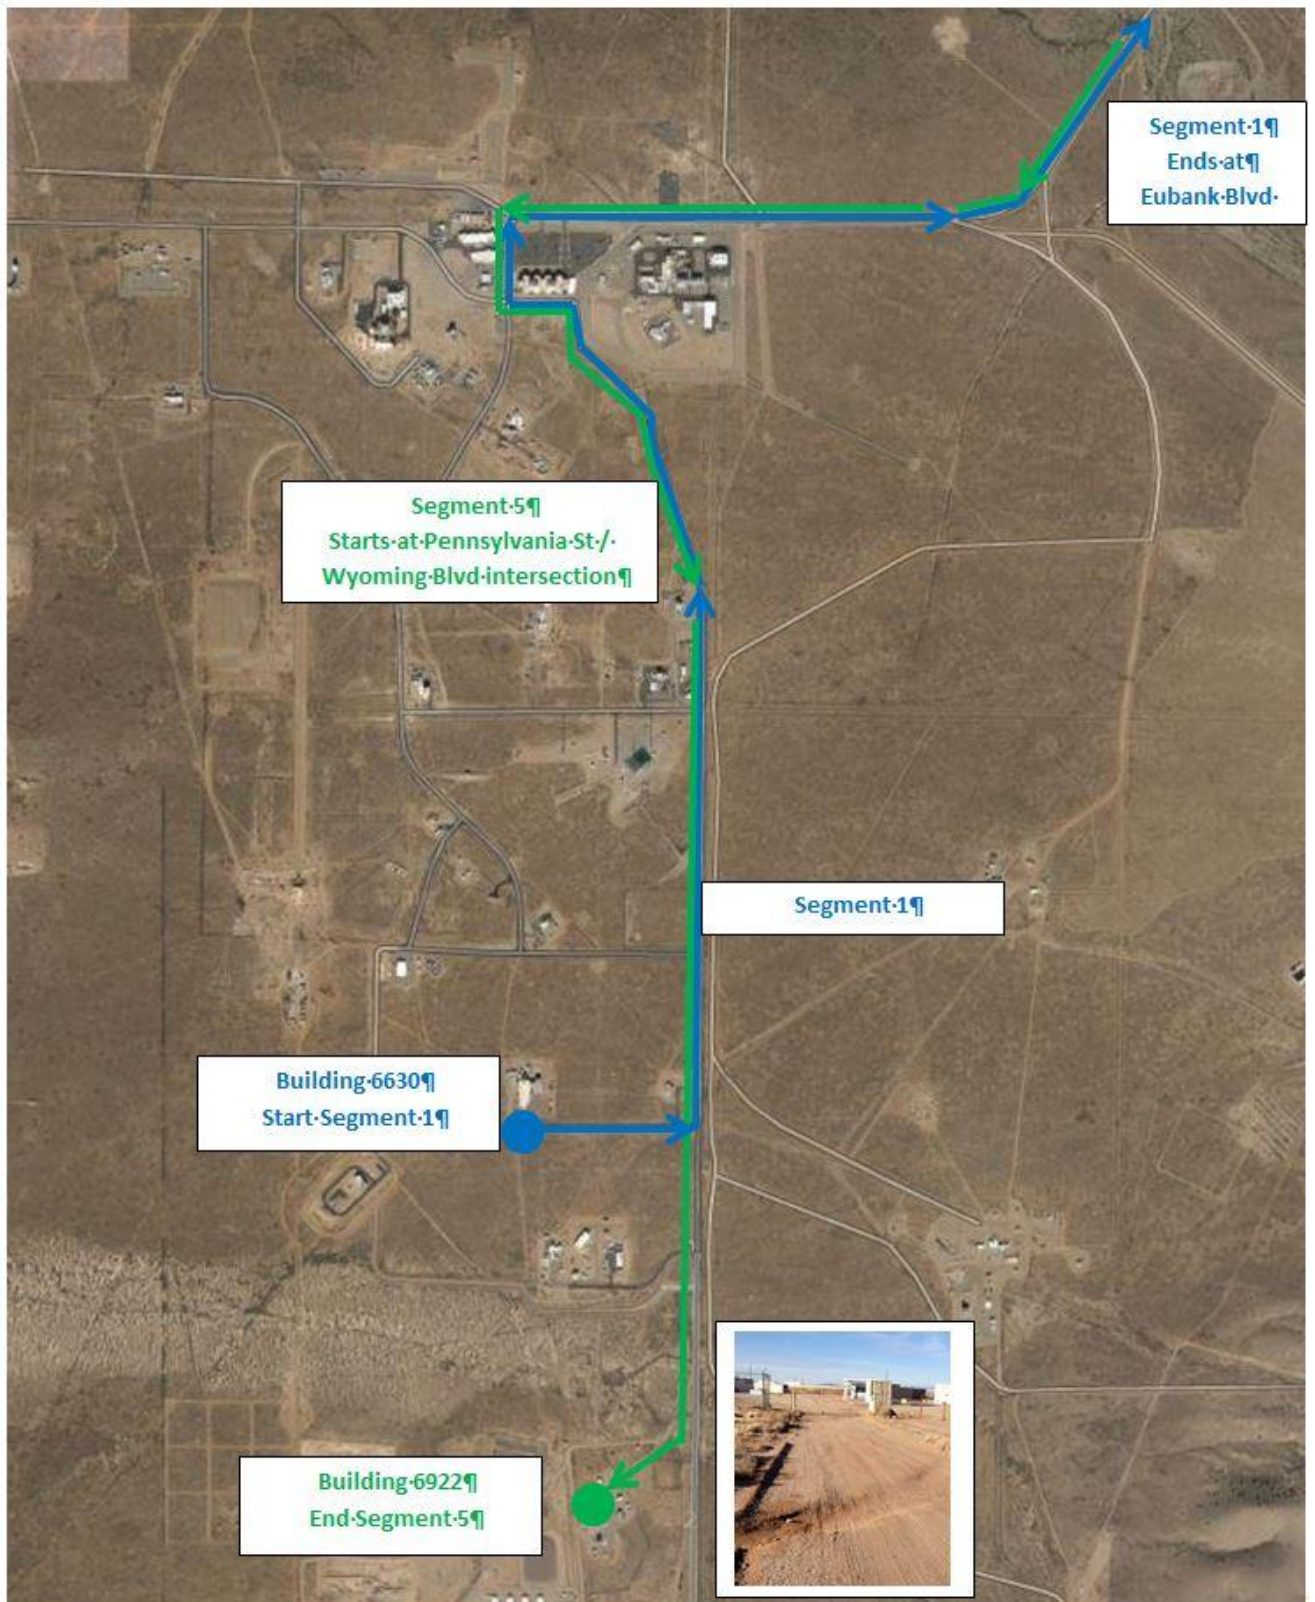 Segment·1¶
Ends·at¶
Eubank·Blvd·
Segment·5¶
Starts·at·Pennsylvania·St·/·
Wyoming·Blvd·intersection¶
Segment·1¶
Building·6630¶
Start·Segment·1¶
Building·6922¶
End·Segment·5¶